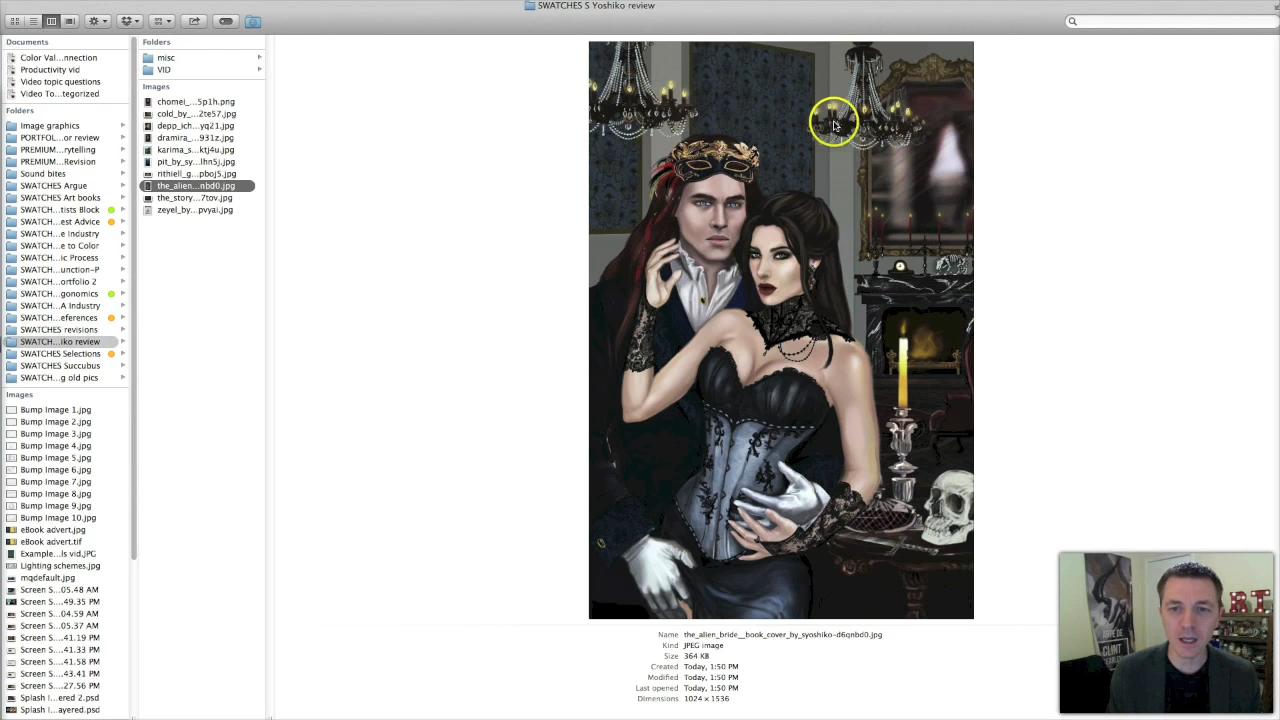 SWATCHES S Yoshiko review
Documents
Color Val...nnection
Productivity vid
Video topic questions
Video To...tegorized
Folders
Image graphics
PORTFOL...or review
PREMIUM...rytelling
PREMIUM...Revision
Sound bites
SWATCHES Argue
SWATCHES Art books
SWATCH...tists Block
SWATCH...est Advice
SWATCH...e Industry
SWATCH...e to Color
SWATCH...ic Process
SWATCH...unction-P
SWATCH...ortfolio 2
SWATCH...gonomics
SWATCH...A Industry
SWATCH...eferences
SWATCHES revisions
SWATCH...iko review
SWATCHES Selections
SWATCHES Succubus
SWATCH...g old pics
Images
Bump Image 1.jpg
Bump Image 2.jpg
Bump Image 3.jpg
Bump Image 4.jpg
Bump Image 5.jpg
Bump Image 6.jpg
Bump Image 7.jpg
Bump Image 8.jpg
Bump Image 9.jpg
Bump Image 10.jpg
eBook advert.jpg
eBook advert.tif
Example...ls vid.JPG
Lighting schemes.jpg
mqdefault.jpg
Screen S...05.48 AM
Screen S...49.35 PM
Screen S...04.59 AM
Screen S...05.37 AM
Screen S...41.19 PM
Screen S...41.33 PM
Screen S...41.58 PM
Screen S...43.41 PM
Screen S...27.56 PM
Splash I...ered 2.psd
Splash I...ayered.psd
Folders
misc
VID
Images
chomei_...5p1h.png
cold_by_...2te57.jpg
depp_ich...yq21.jpg
dramira_...931z.jpg
karima_s...ktj4u.jpg
pit_by_sy...lhn5j.jpg
rithiell_g...pboj5.jpg
the_alien...nbd0.jpg
the_story...7tov.jpg
zeyel_by...pvyai.jpg
Name the_alien_bride__book_cover_by_syoshiko-d6qnbd0.jpg
Kind JPEG image
Size 364 KB
Created Today, 1:50 PM
Modified Today, 1:50 PM
Last opened Today, 1:50 PM
Dimensions 1024 × 1536